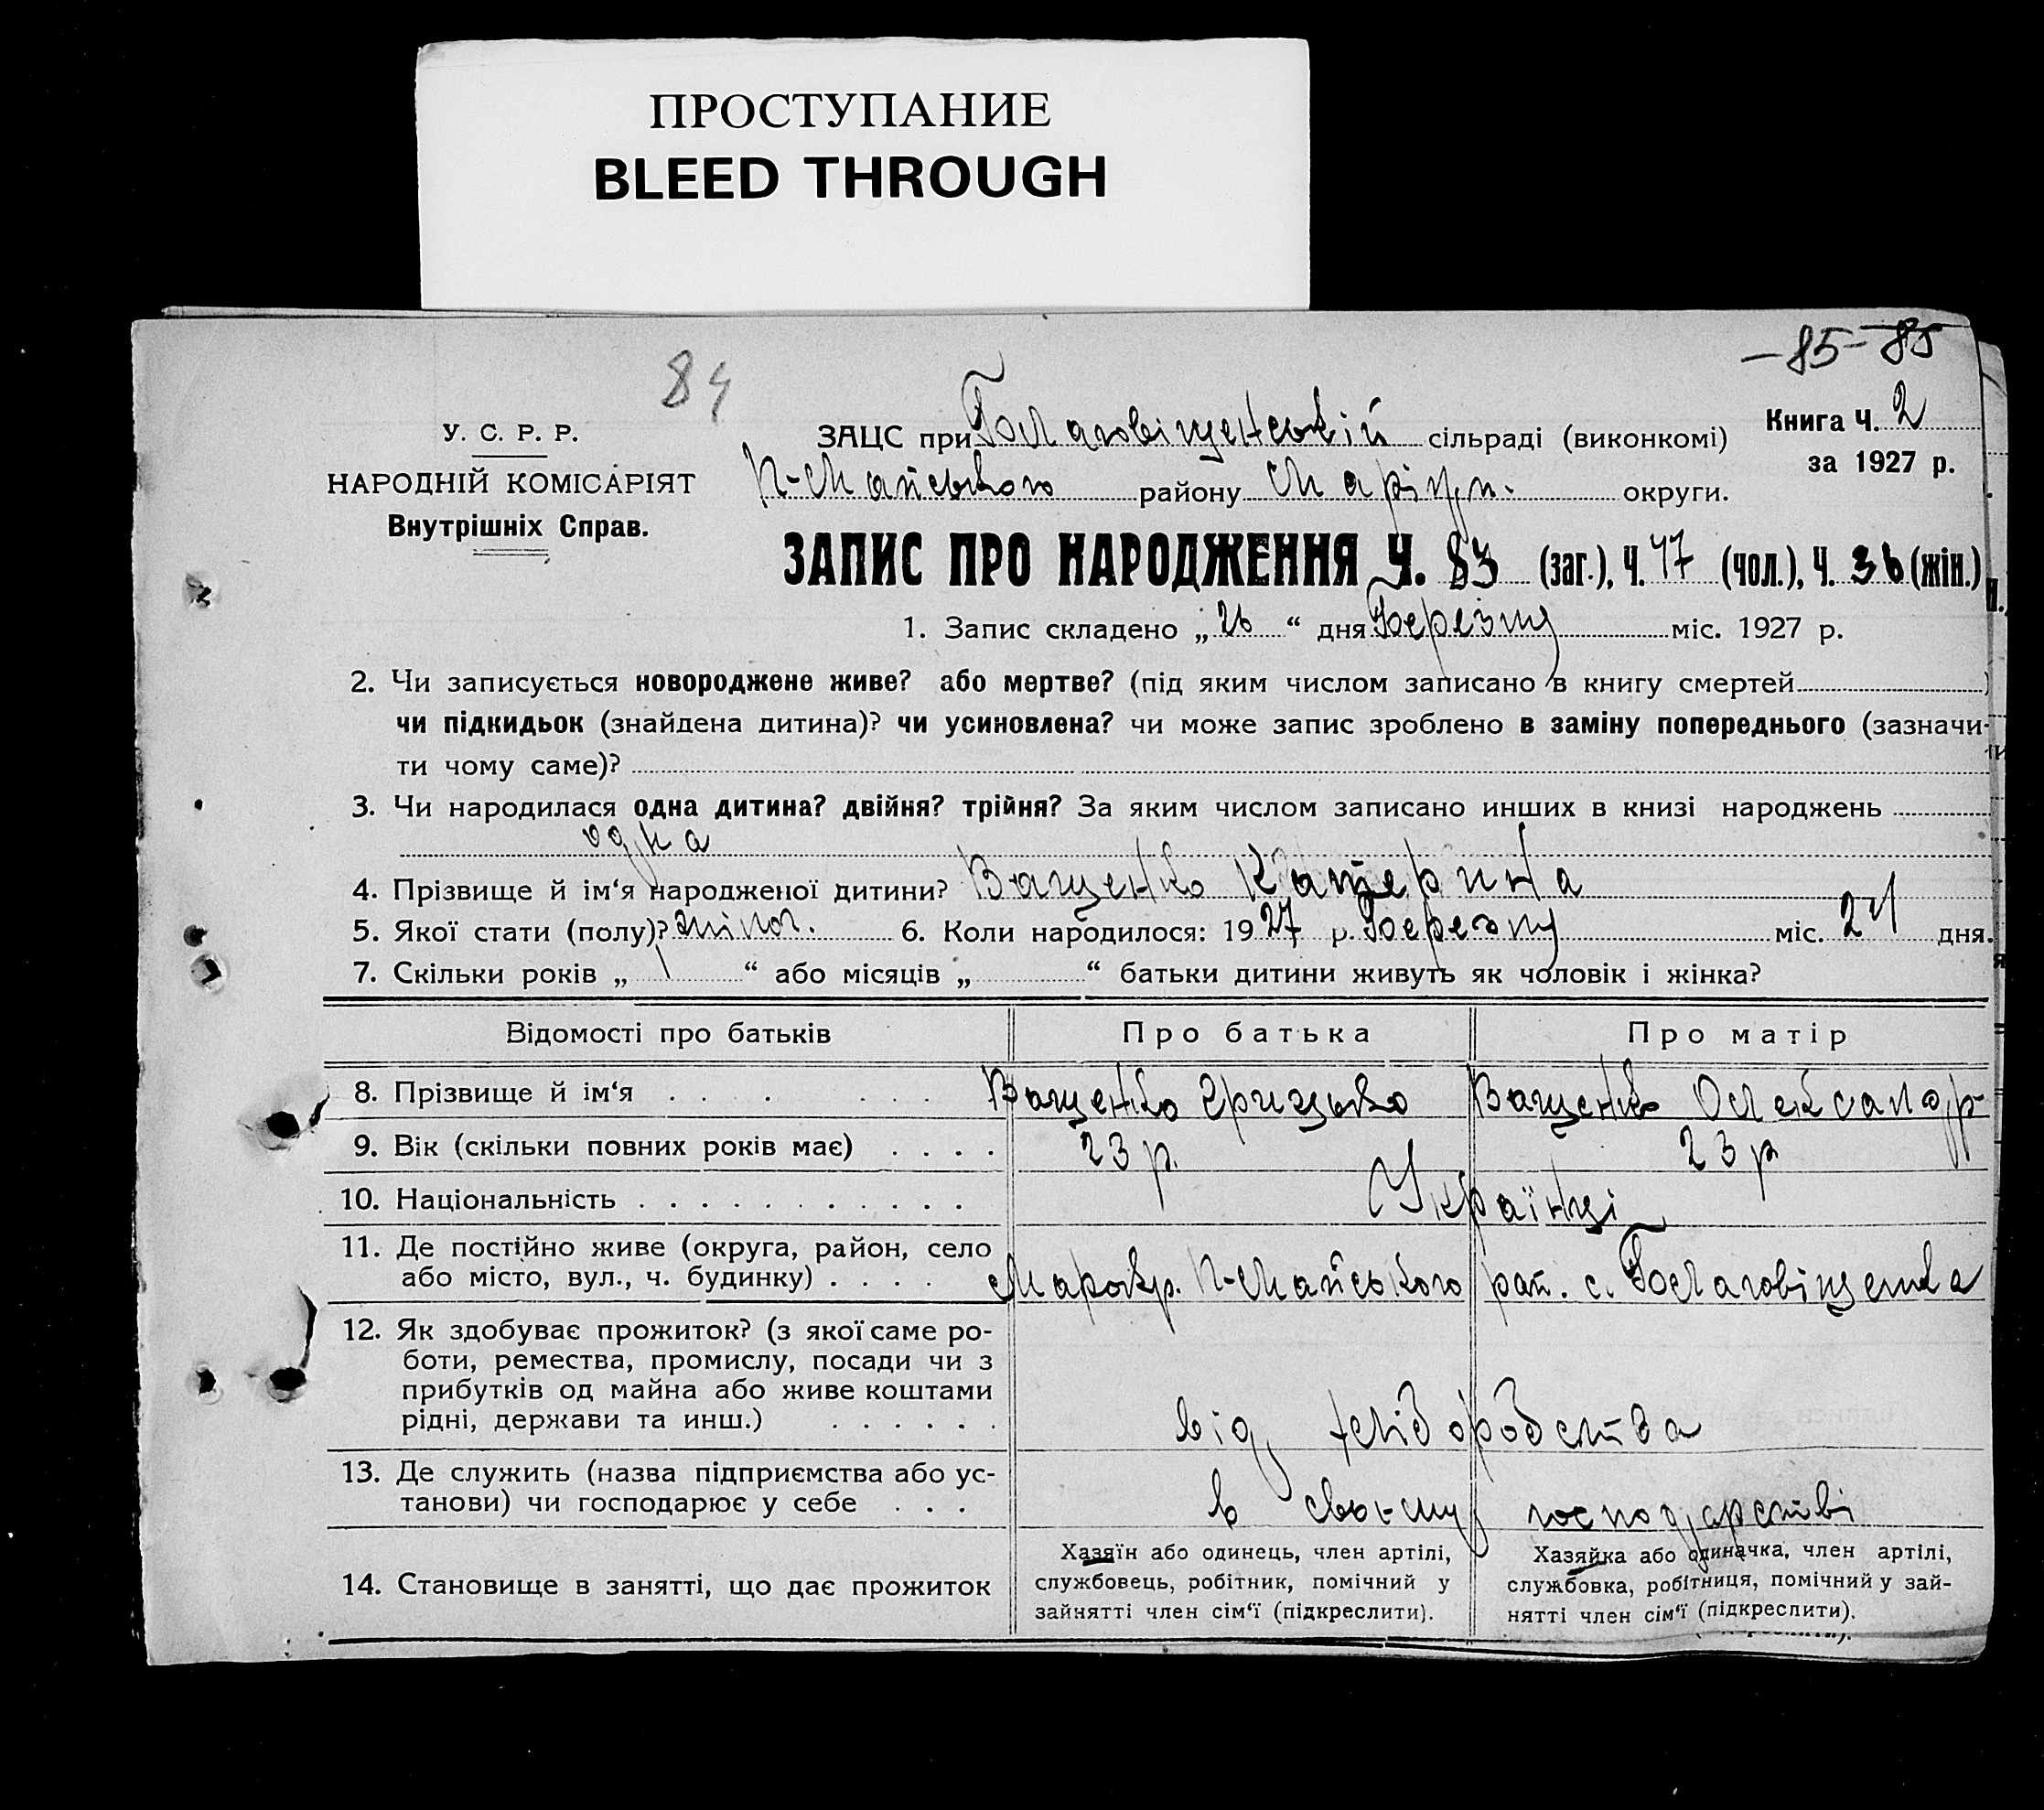 ПРОСТУПАНИЕ
BLEED THROUGH
– 85 – 85
84
У. С. Р. Р.
НАРОДНІЙ КОМІСАРІЯТ
Внутрішніх Справ.
Книга Ч. 2
за 1927 р.
ЗАЦС при Благовіщенській сільраді (виконкомі)
П-Майського району Маріуп. округи.
ЗАПИС ПРО НАРОДЖЕННЯ Ч. 83 (заг.), Ч. 47 (чол.), Ч. 36 (жін.)
1. Запис складено „ 26 “ дня Березня міс. 1927 р.
2. Чи записується новороджене живе? або мертве? (під яким числом записано в книгу смертей )
чи підкидьок (знайдена дитина)? чи усиновлена? чи може запис зроблено в заміну попереднього (зазначи-
ти чому саме)?
3. Чи народилася одна дитина? двійня? трійня? За яким числом записано инших в книзі народжень
одна
4. Прізвище й ім‘я народженої дитини? Ващенко Катерина
5. Якої стати (полу)? жіноч. 6. Коли народилося: 1927 р. Березня міс. 21 дня.
7. Скільки років „ 1 “ або місяців „ “ батьки дитини живуть як чоловік і жінка?
Відомості про батьків Про батька Про матір
8. Прізвище й ім‘я Ващенко Грицько Ващенко Олександр
9. Вік (скільки повних років має) 23 р. 23 р
10. Національність Українці
11. Де постійно живе (округа, район, село
або місто, вул., ч. будинку) Марокр. П-Майського рай. с. Благовіщенка
12. Як здобуває прожиток? (з якої саме ро-
боти, ремества, промислу, посади чи з
прибутків од майна або живе коштами
рідні, держави та инш.) від хліборобства
13. Де служить (назва підприємства або ус-
танови) чи господарює у себе в своьму господарстві
14. Становище в занятті, що дає прожиток
Хазяїн або одинець, член артілі,
службовець, робітник, помічний у
зайнятті член сім‘ї (підкреслити).
Хазяйка або одиначка, член артілі,
службовка, робітниця, помічний у зай-
нятті член сім‘ї (підкреслити).